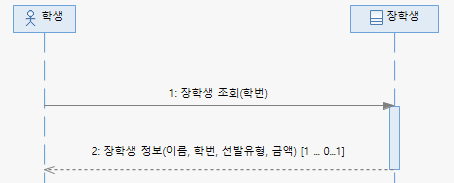 학생
장학생
1: 장학생 조회(학번)
2: 장학생 정보(이름, 학번, 선발유형, 금액) [1 ... 0...1]